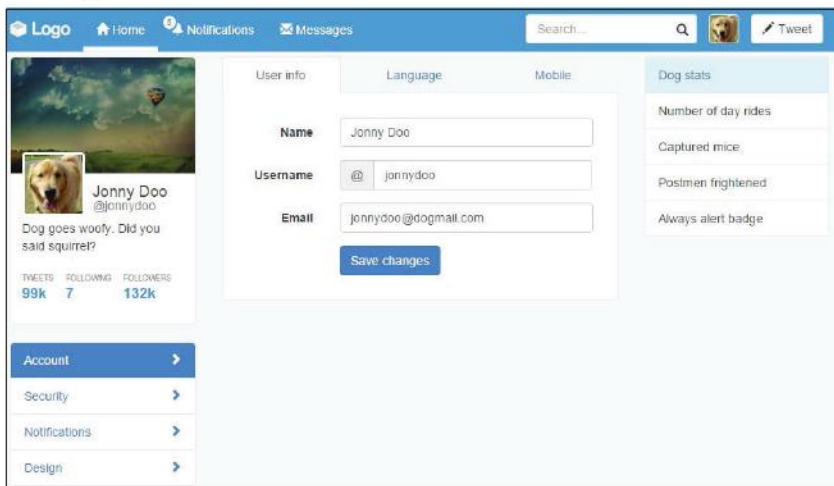 Logo Home 5 Notifications Messages Search... Tweet
Jonny Doo
@jonnydoo
Dog goes woofy. Did you
said squirrel?
TWEETS FOLLOWING FOLLOWERS
99k 7 132k
Account
Security
Notifications
Design
User info Language Mobile
Name Jonny Doo
Username @ jonnydoo
Email jonnydoo@dogmail.com
Save changes
Dog stats
Number of day rides
Captured mice
Postmen frightened
Always alert badge